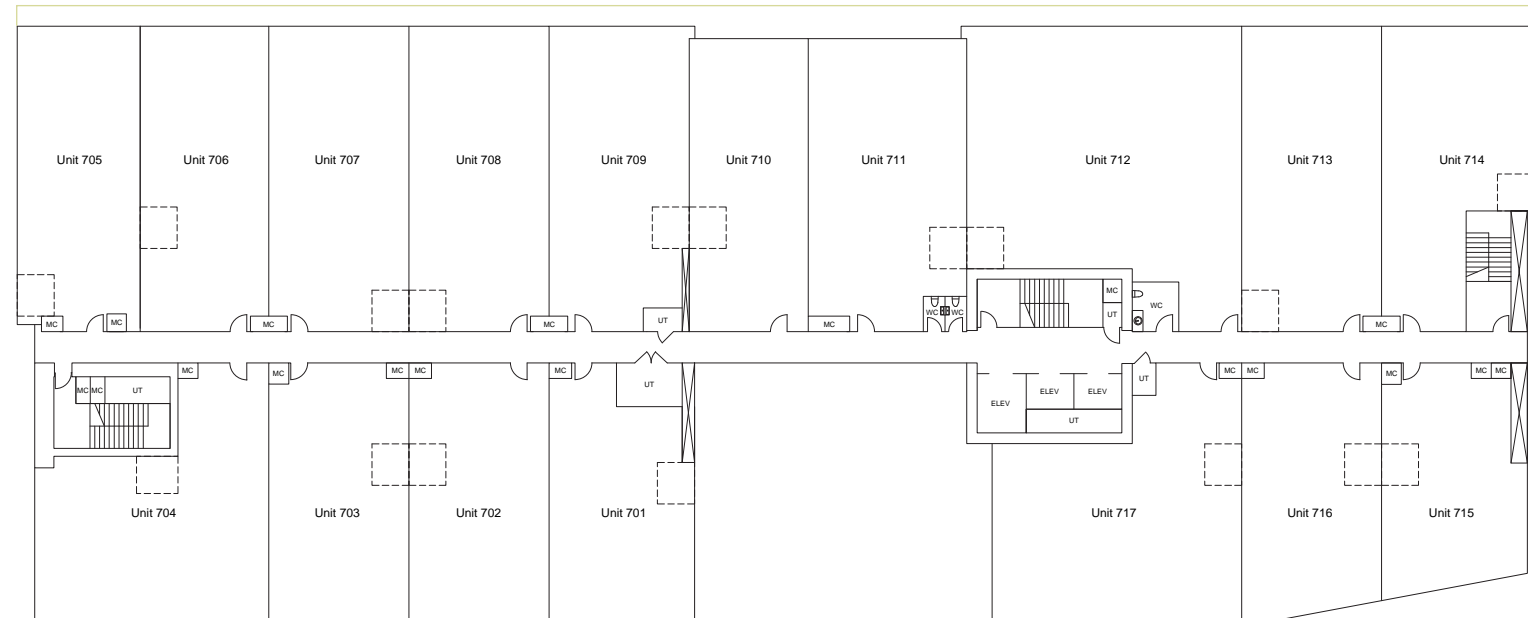 Unit 705
Unit 706
Unit 707
Unit 708
Unit 709
Unit 710
Unit 711
Unit 712
Unit 713
Unit 714
MC
MC
MC
MC
UT
MC
WC
WC
MC
UT
WC
MC
MC
MC
UT
MC
MC
MC
MC
MC
UT
ELEV
ELEV
ELEV
UT
UT
MC
MC
MC
MC
MC
Unit 704
Unit 703
Unit 702
Unit 701
Unit 717
Unit 716
Unit 715